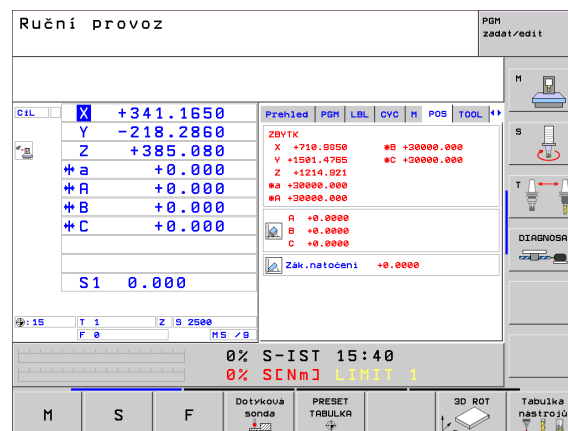 Ruční provoz
PGM
zadat/edit
M
CíL
X +341.1650
Y -218.2860
Z +385.080
a +0.000
A +0.000
B +0.000
C +0.000
S1 0.000
:15
T 1
Z S 2500
F 0
M5 /9
Přehled PGM LBL CYC M POS TOOL
ZBYTK
X +710.9850 *B +30000.000
Y +1501.4765 *C +30000.000
Z +1214.921
*a +30000.000
*A +30000.000
A +0.0000
B +0.0000
C +0.0000
Zák.natočení +0.0000
S
T
DIAGNOSA
0% S-IST 15:40
0% S[Nm] LIMIT 1
M
S
F
Dotyková
sonda
PRESET
TABULKA
3D ROT
Tabulka
nástrojů